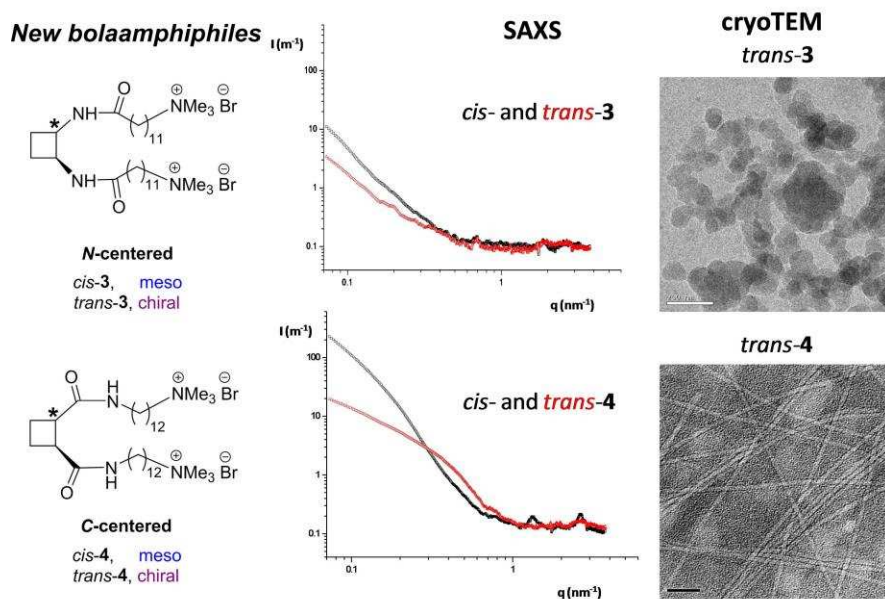 New bolaamphiphiles
O
NH
⊕
NMe3
⊖
Br
*
11
⊕
⊖
NH
11
NMe3 Br
O
N-centered
cis-3, meso
trans-3, chiral
O
H
N
⊕
NMe3
⊖
Br
*
12
⊕
⊖
12
NMe3 Br
O
N
H
C-centered
cis-4, meso
trans-4, chiral
SAXS
I (m-1)
100
10
1
0.1
cis- and trans-3
0.1
1
q (nm-1)
I (m-1)
100
10
1
0.1
cis- and trans-4
0.1
1
q (nm-1)
cryoTEM
trans-3
trans-4